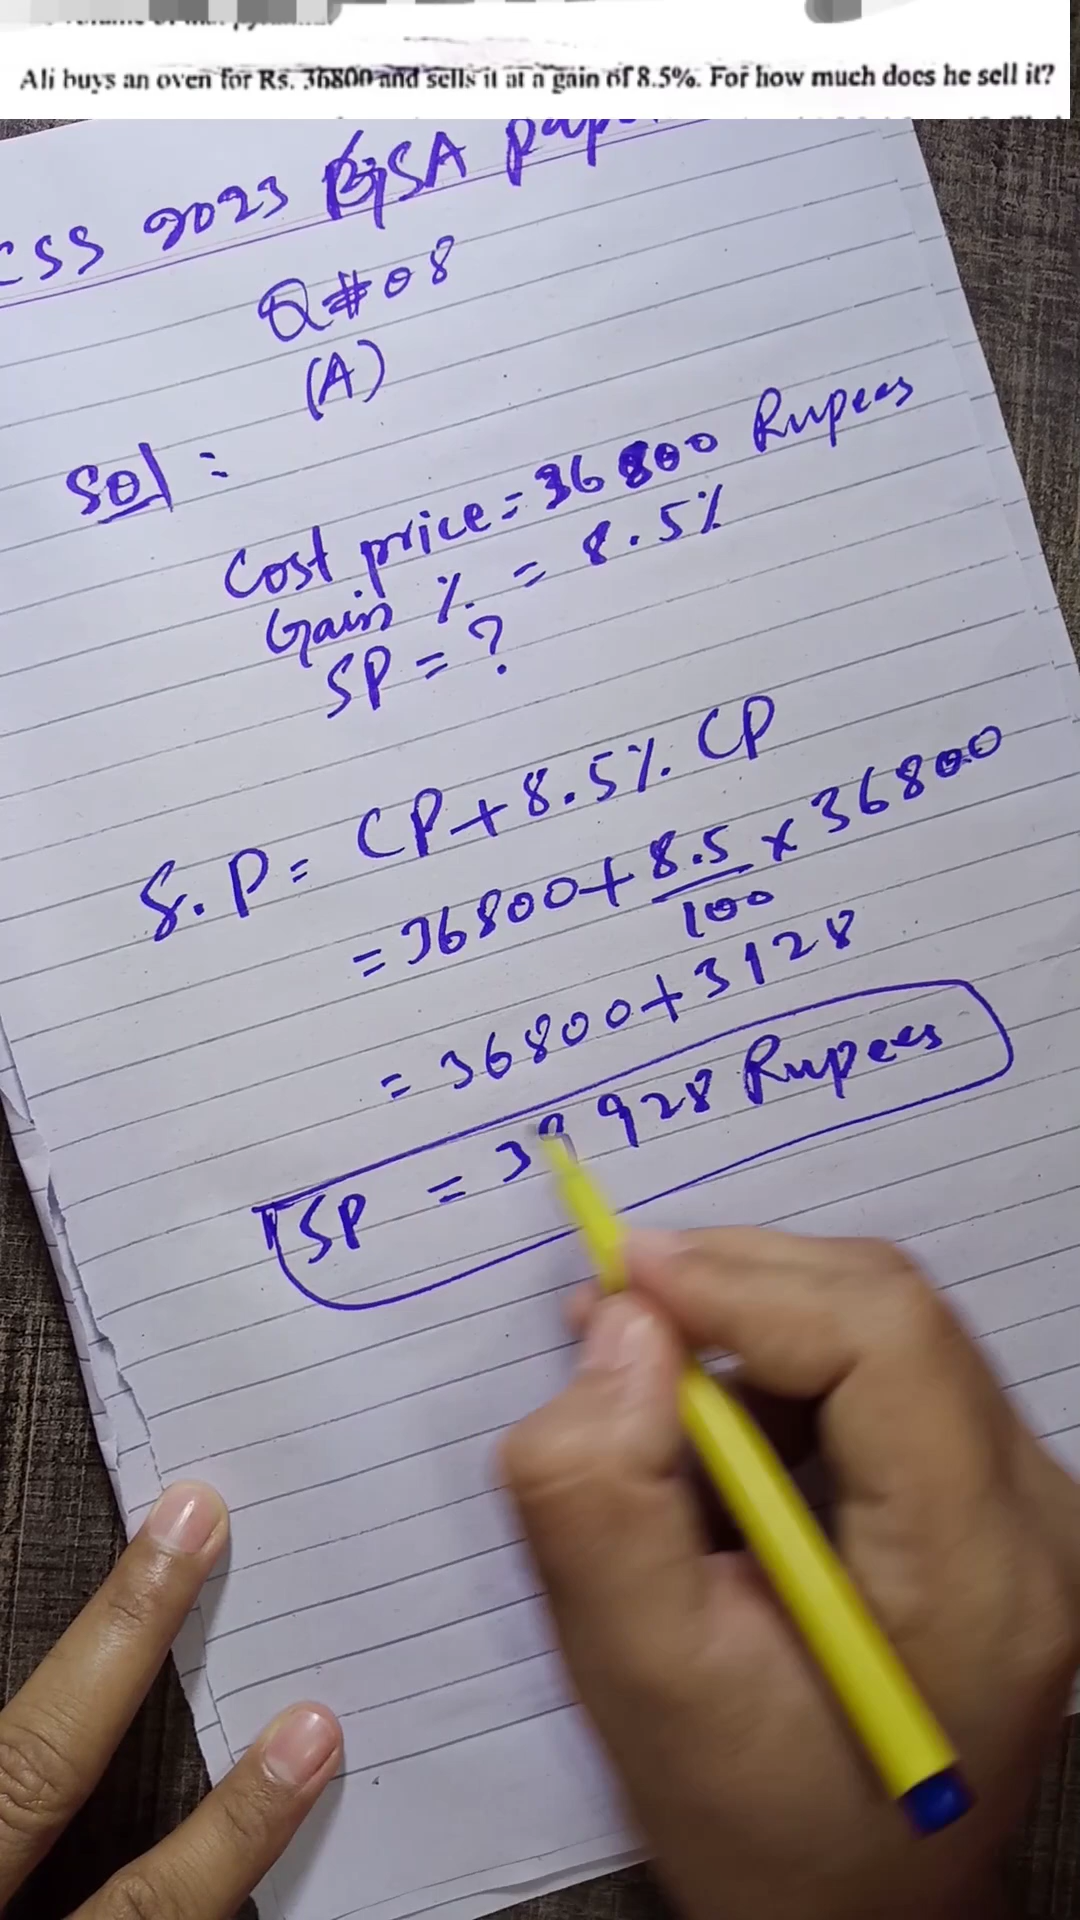 Ali buys an oven for Rs. 36800 and sells it at a gain of 8.5%. For how much does he sell it?
CSS 2023 GSA Paper
Q#08
(A)
Sol:
Cost price = 36800 Rupees
Gain % = 8.5%
SP = ?
S.P = CP + 8.5% CP
= 36800 + 8.5/100 × 36800
= 36800 + 3128
SP = 39928 Rupees